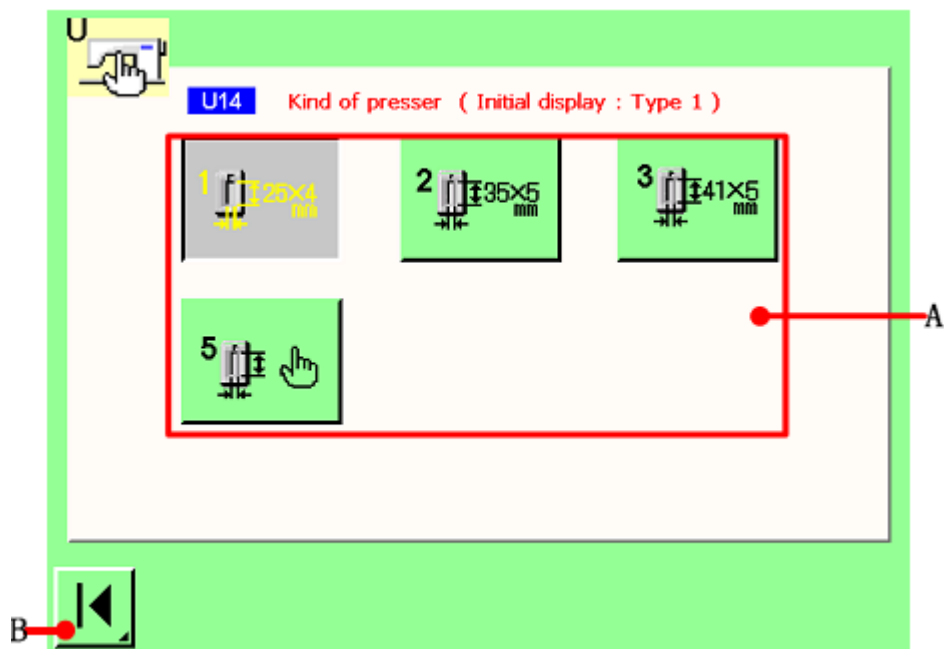 U
U14 Kind of presser ( Initial display : Type 1 )
1 25×4 mm
2 35×5 mm
3 41×5 mm
A
5
B